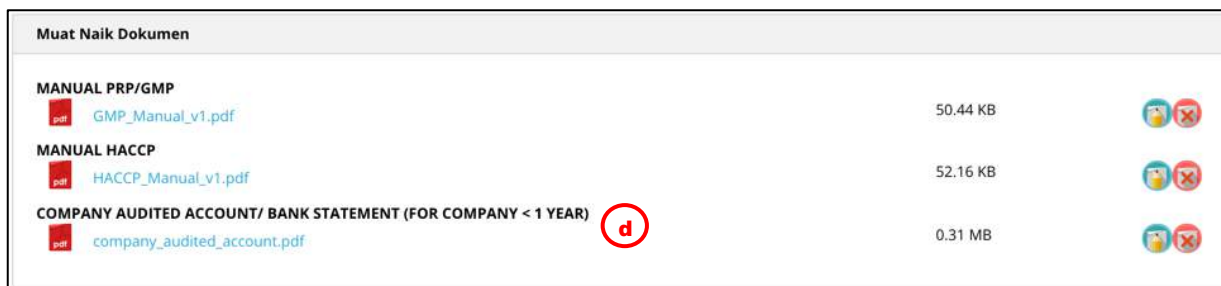 Muat Naik Dokumen
MANUAL PRP/GMP
pdf GMP_Manual_v1.pdf 50.44 KB
MANUAL HACCP
pdf HACCP_Manual_v1.pdf 52.16 KB
COMPANY AUDITED ACCOUNT/ BANK STATEMENT (FOR COMPANY < 1 YEAR) d
pdf company_audited_account.pdf 0.31 MB